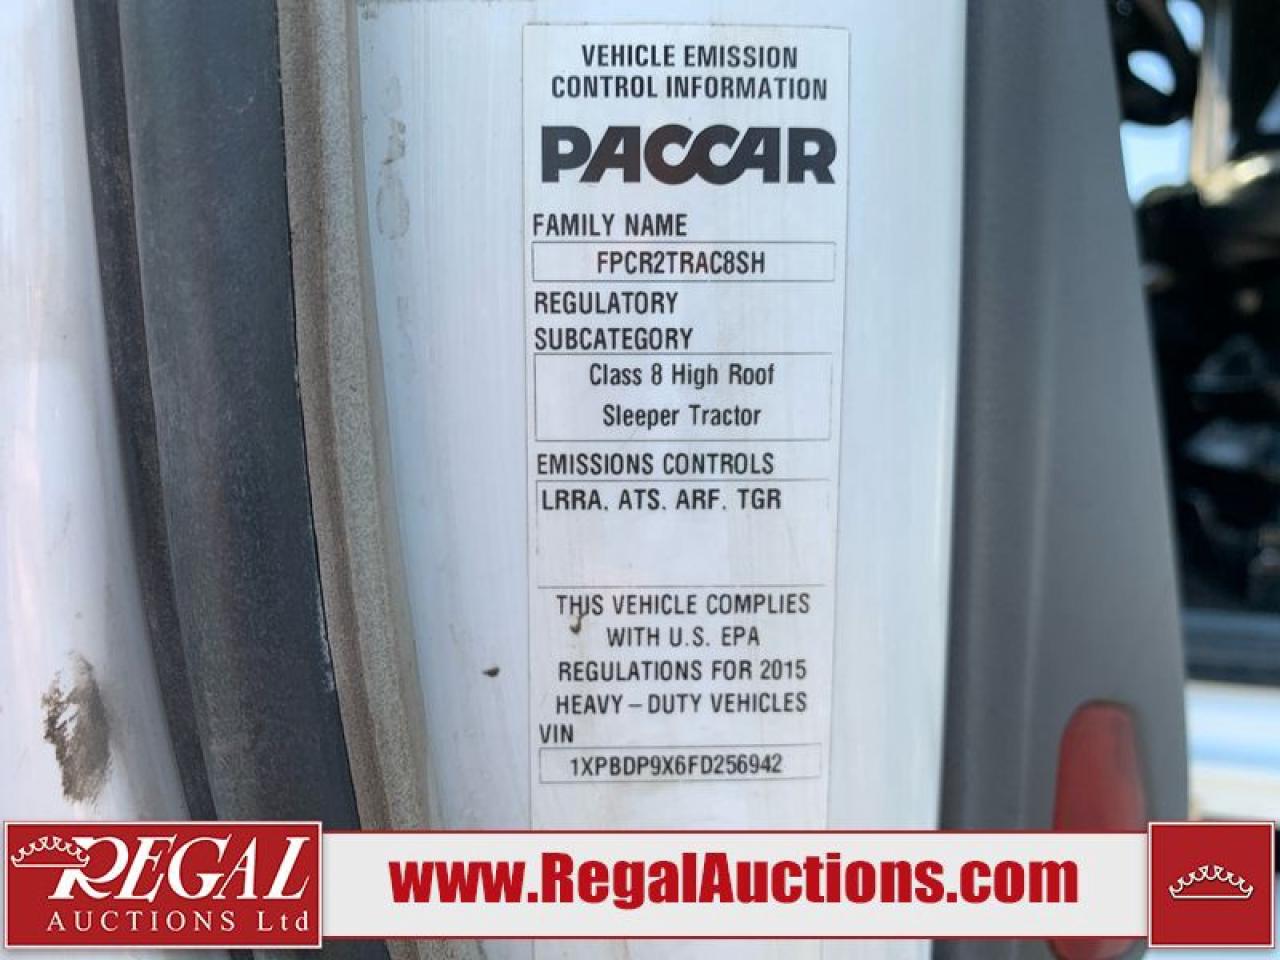 VEHICLE EMISSION
CONTROL INFORMATION
PACCAR
FAMILY NAME
FPCR2TRAC8SH
REGULATORY
SUBCATEGORY
Class 8 High Roof
Sleeper Tractor
EMISSIONS CONTROLS
LRRA, ATS, ARF, TGR
THIS VEHICLE COMPLIES
WITH U.S. EPA
REGULATIONS FOR 2015
HEAVY – DUTY VEHICLES
VIN
1XPBDP9X6FD256942
REGAL
AUCTIONS Ltd
www.RegalAuctions.com